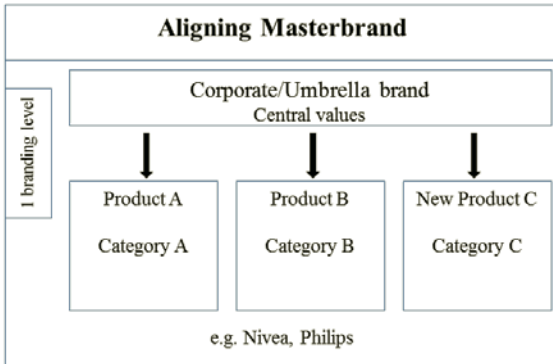 Aligning Masterbrand
Corporate/Umbrella brand
Central values
1 branding level
Product A
Category A
Product B
Category B
New Product C
Category C
e.g. Nivea, Philips